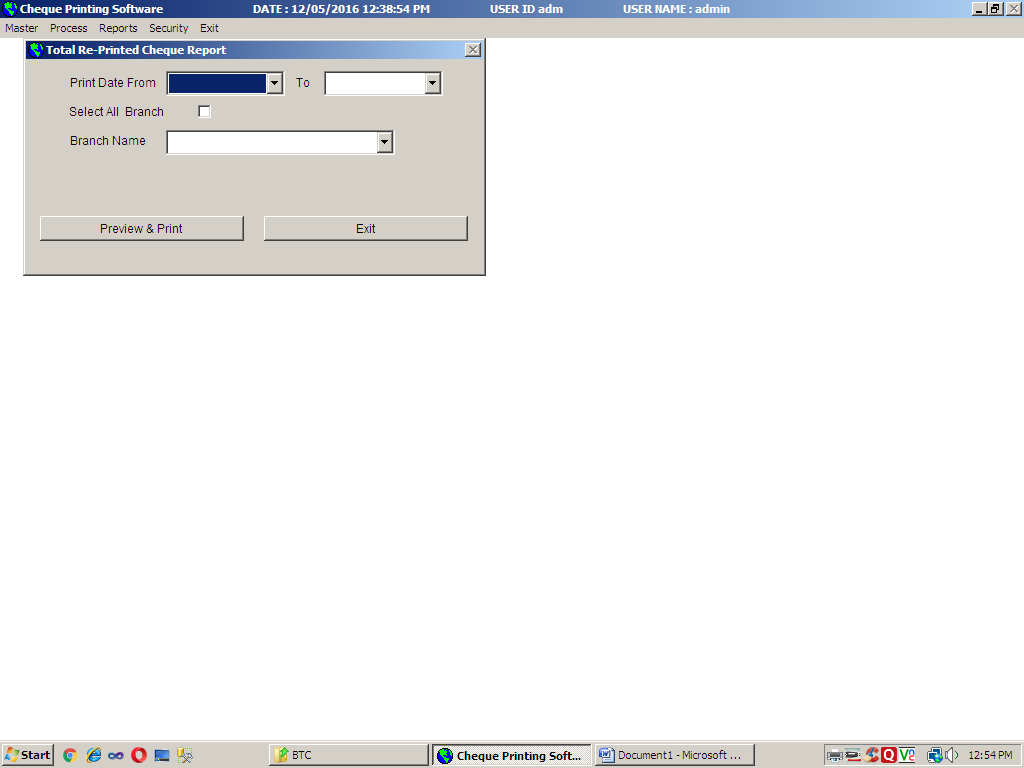 Cheque Printing Software DATE : 12/05/2016 12:38:54 PM USER ID adm USER NAME : admin
Master Process Reports Security Exit
Total Re-Printed Cheque Report
Print Date From To
Select All Branch
Branch Name
Preview & Print Exit
Start BTC Cheque Printing Soft... Document1 - Microsoft ... 12:54 PM